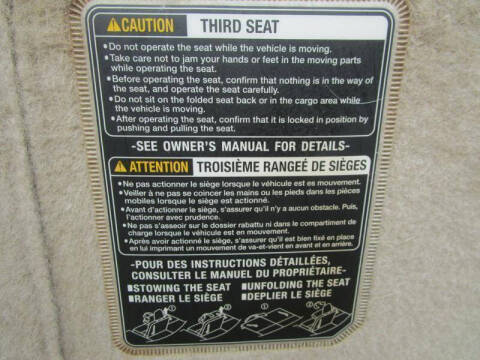 CAUTION THIRD SEAT
•Do not operate the seat while the vehicle is moving.
•Take care not to jam your hands or feet in the moving parts
while operating the seat.
•Before operating the seat, confirm that nothing is in the way of
the seat, and operate the seat carefully.
•Do not sit on the folded seat back or in the cargo area while
the vehicle is moving.
•After operating the seat, confirm that it is locked in position by
pushing and pulling the seat.
-SEE OWNER'S MANUAL FOR DETAILS-
ATTENTION TROISIÈME RANGEÉ DE SIÈGES
•Ne pas actionner le siège lorsque le véhicule est es mouvement.
•Veiller à ne pas se coincer les mains ou les pieds dans les pièces
mobiles lorsque le siège est actionné.
•Avant d'actionner le siège, s'assurer qu'il n'y a aucun obstacle. Puis,
l'actionner avec prudence.
•Ne pas s'asseoir sur le dossier rabattu ni dans le compartiment de
charge lorsque le véhicule est en mouvement.
•Après avoir actionné le siège, s'assurer qu'il est bien fixé en place
en lui imprimant un mouvement de va-et-vient en avant et en arrière.
-POUR DES INSTRUCTIONS DÉTAILLÉES,
CONSULTER LE MANUEL DU PROPRIÉTAIRE-
■STOWING THE SEAT ■UNFOLDING THE SEAT
■RANGER LE SIÈGE ■DEPLIER LE SIÈGE
① ② ① ②